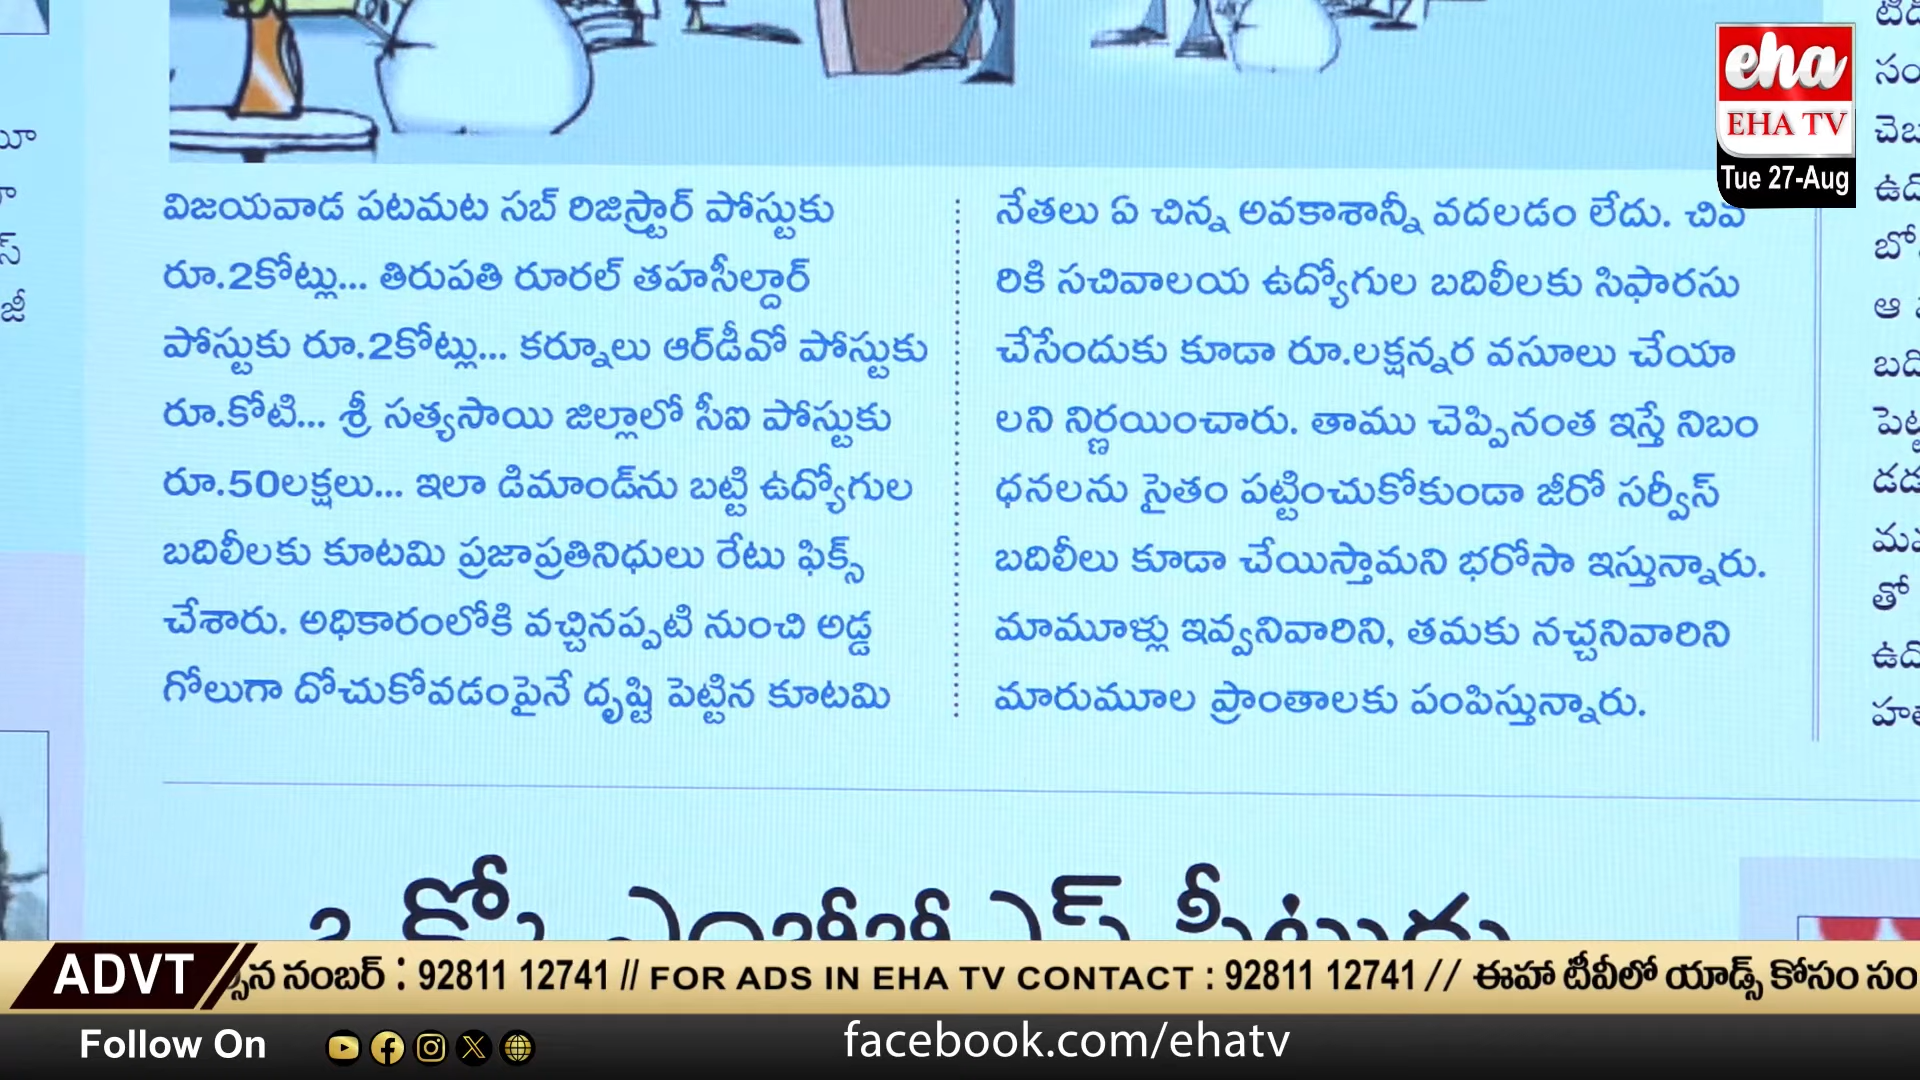 విజయవాడ పటమట సబ్ రిజిస్ట్రార్ పోస్టుకు
రూ.2కోట్లు... తిరుపతి రూరల్ తహసీల్దార్
పోస్టుకు రూ.2కోట్లు... కర్నూలు ఆర్‌డీవో పోస్టుకు
రూ.కోటి... శ్రీ సత్యసాయి జిల్లాలో సీఐ పోస్టుకు
రూ.50లక్షలు... ఇలా డిమాండ్‌ను బట్టి ఉద్యోగుల
బదిలీలకు కూటమి ప్రజాప్రతినిధులు రేటు ఫిక్స్
చేశారు. అధికారంలోకి వచ్చినప్పటి నుంచి అడ్డ
గోలుగా దోచుకోవడంపైనే దృష్టి పెట్టిన కూటమి
నేతలు ఏ చిన్న అవకాశాన్నీ వదలడం లేదు. చివ
రికి సచివాలయ ఉద్యోగుల బదిలీలకు సిఫారసు
చేసేందుకు కూడా రూ.లక్షన్నర వసూలు చేయా
లని నిర్ణయించారు. తాము చెప్పినంత ఇస్తే నిబం
ధనలను సైతం పట్టించుకోకుండా జీరో సర్వీస్
బదిలీలు కూడా చేయిస్తామని భరోసా ఇస్తున్నారు.
మామూళ్లు ఇవ్వనివారిని, తమకు నచ్చనివారిని
మారుమూల ప్రాంతాలకు పంపిస్తున్నారు.
eha
EHA TV
Tue 27-Aug
ADVT
నంబర్ : 92811 12741 // FOR ADS IN EHA TV CONTACT : 92811 12741 // ఈహా టీవీలో యాడ్స్ కోసం సం
Follow On
facebook.com/ehatv